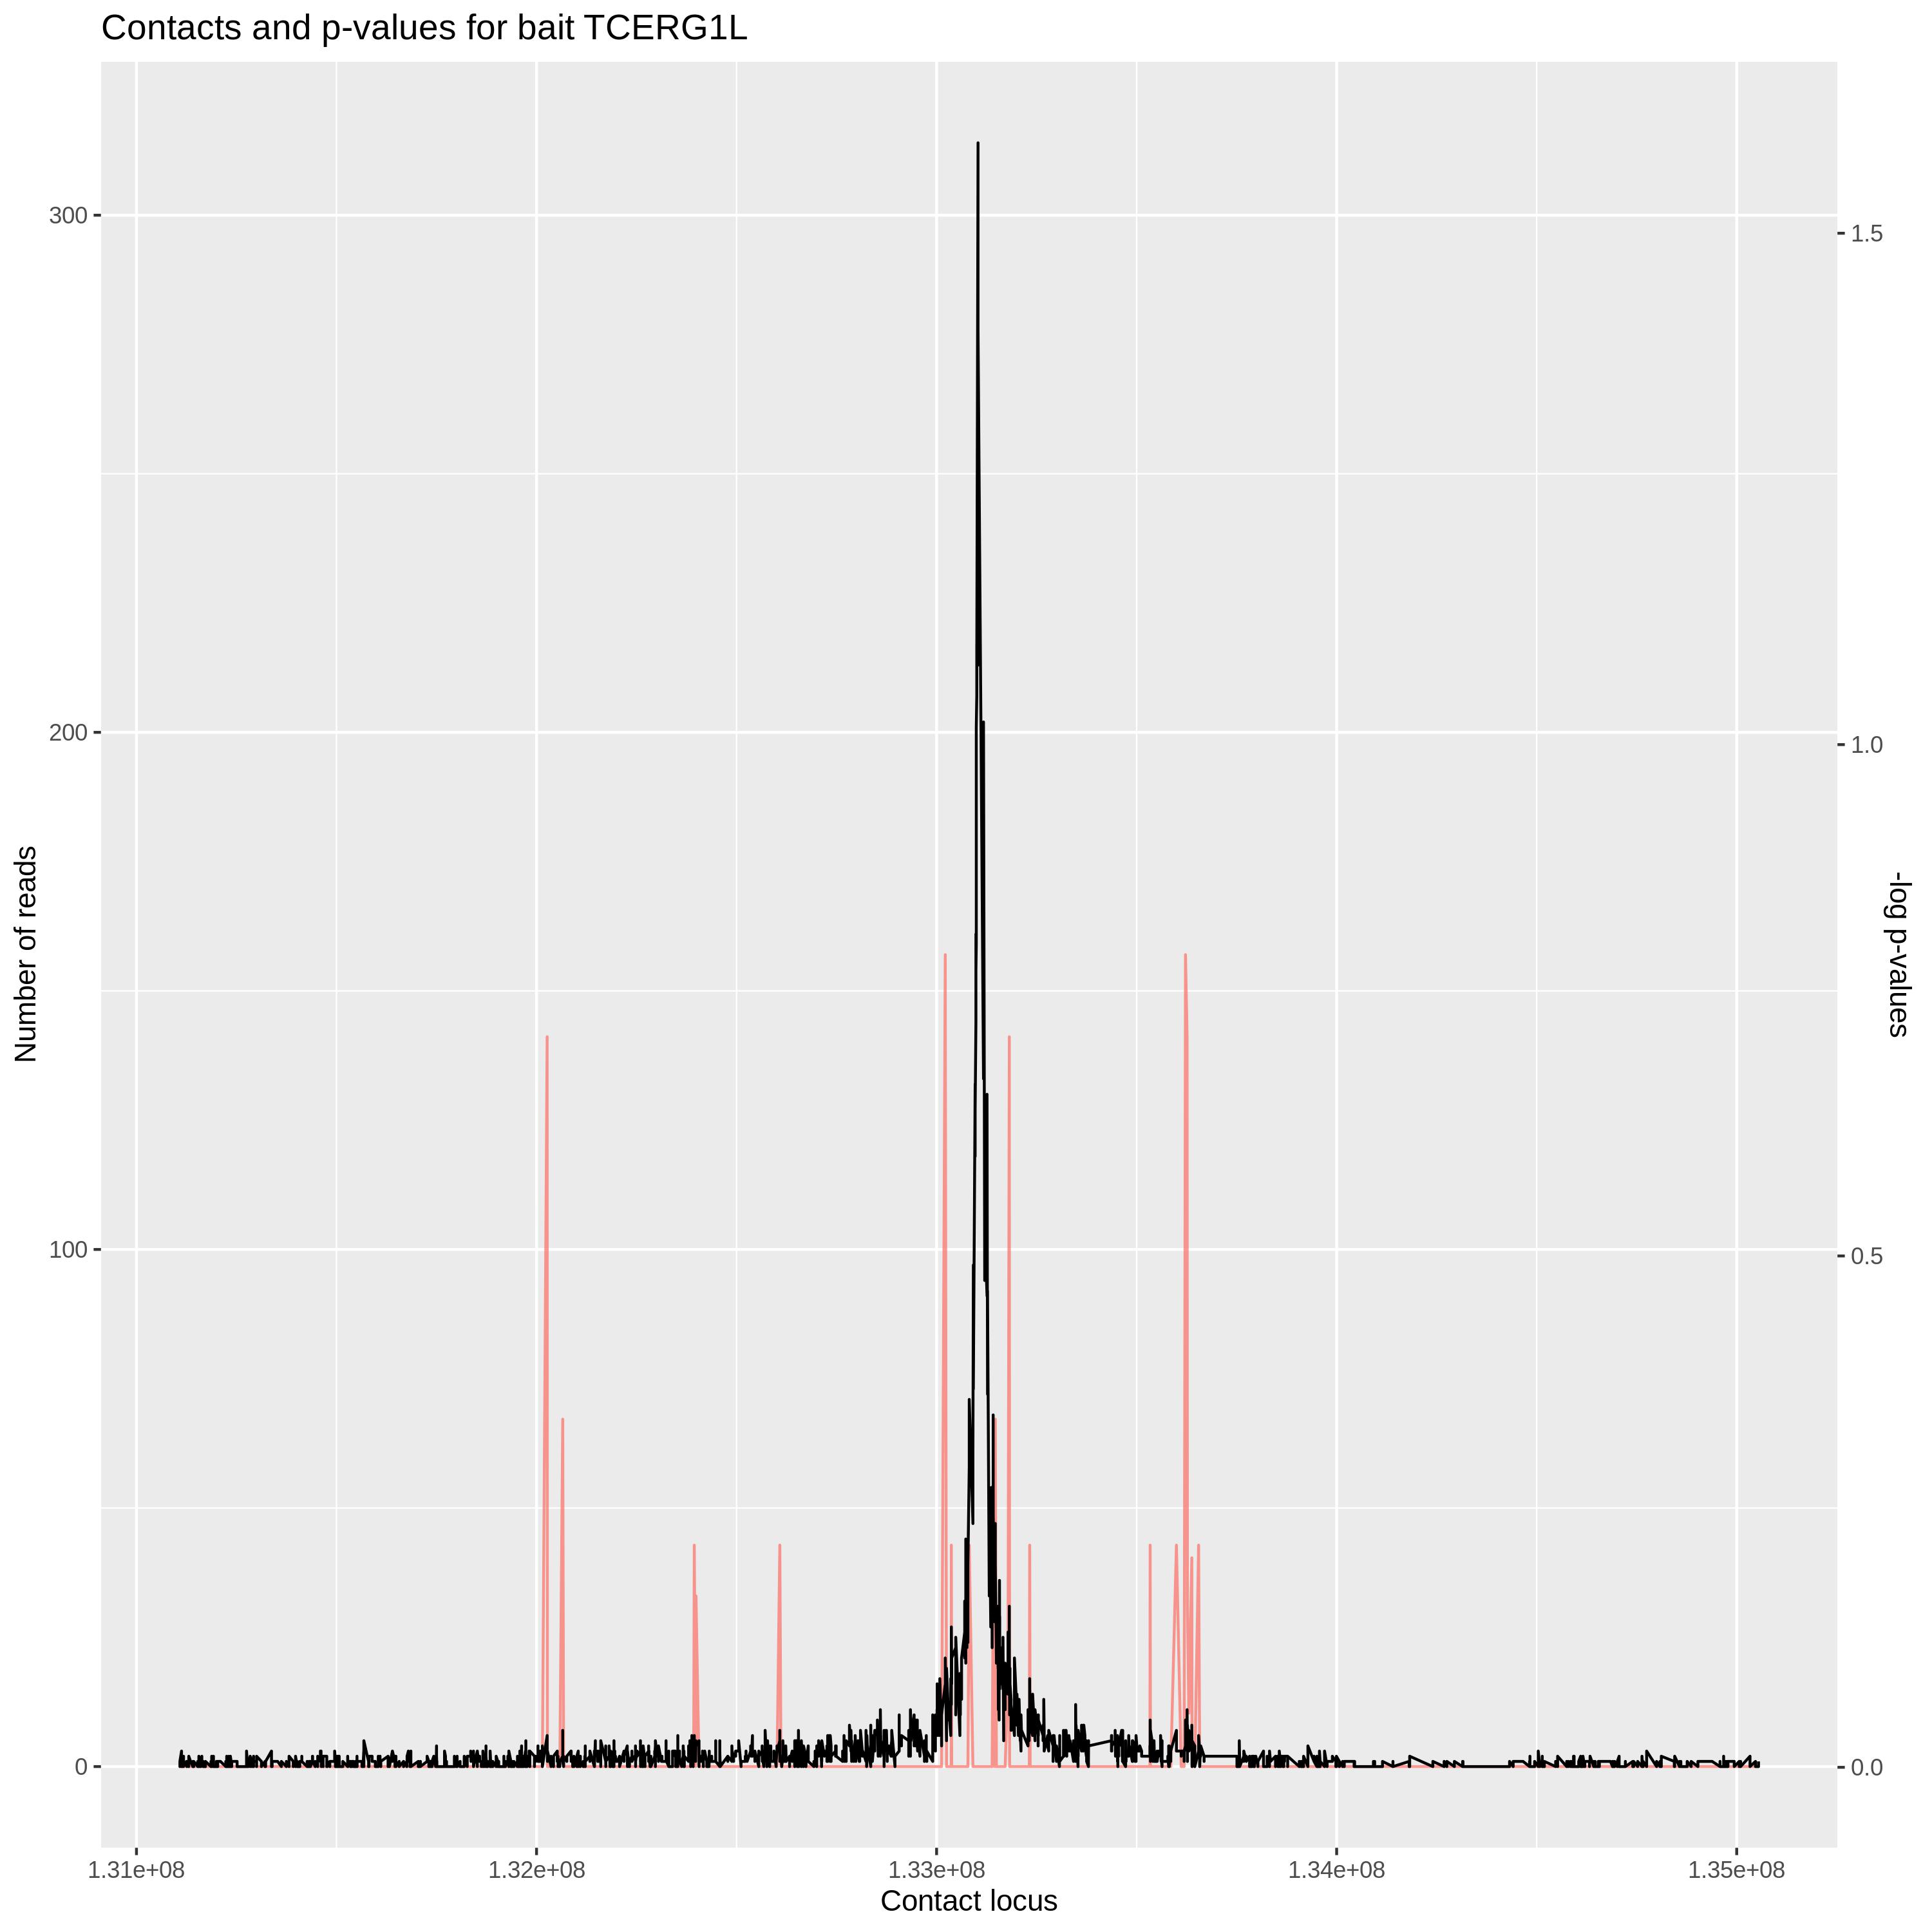 Contacts and p-values for bait TCERG1L
300
200
100
0
Number of reads
1.5
1.0
0.5
0.0
-log p-values
1.31e+08
1.32e+08
1.33e+08
1.34e+08
1.35e+08
Contact locus